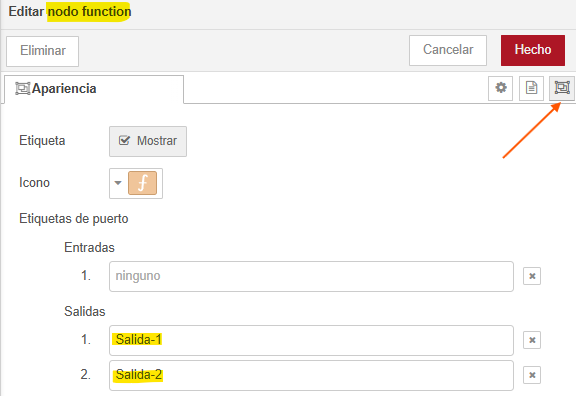 Editar nodo function
Eliminar
Cancelar
Hecho
Apariencia
Etiqueta
Mostrar
Icono
Etiquetas de puerto
Entradas
1. ninguno
Salidas
1. Salida-1
2. Salida-2